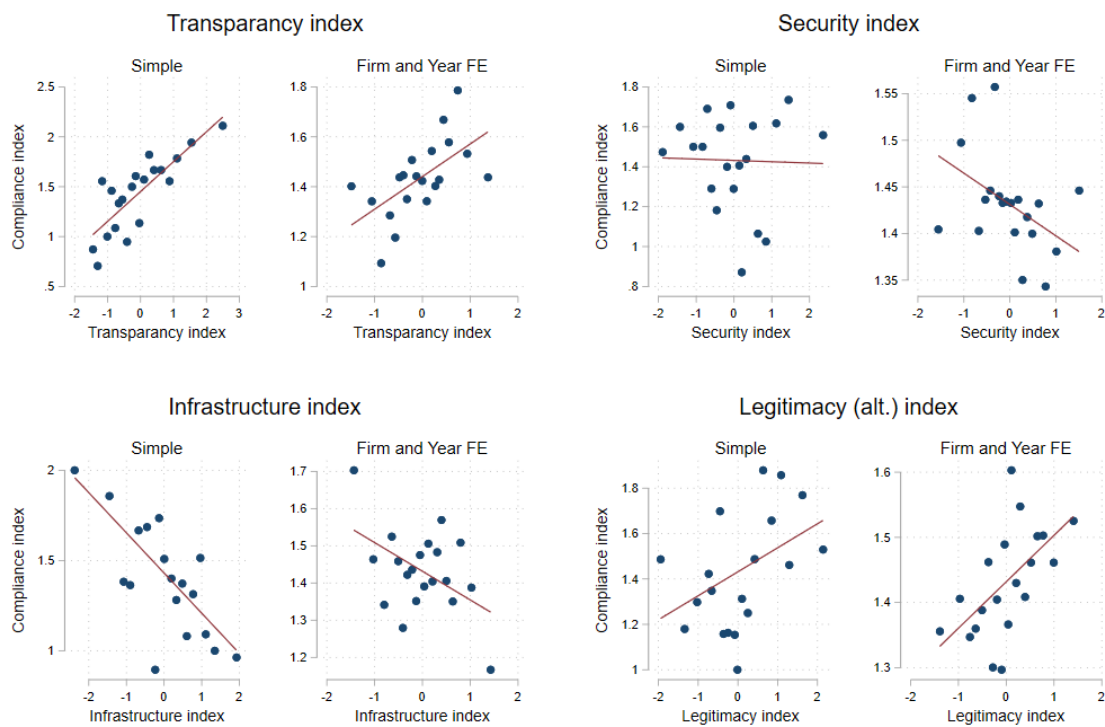 Transparancy index
Simple
Firm and Year FE
Compliance index
2.5
2
1.5
1
.5
-2 -1 0 1 2 3
Transparancy index
1.8
1.6
1.4
1.2
1
-2 -1 0 1 2
Transparancy index
Security index
Simple
Firm and Year FE
Compliance index
1.8
1.6
1.4
1.2
1
.8
-2 -1 0 1 2
Security index
1.55
1.5
1.45
1.4
1.35
-2 -1 0 1 2
Security index
Infrastructure index
Simple
Firm and Year FE
Compliance index
2
1.5
1
-2 -1 0 1 2
Infrastructure index
1.7
1.6
1.5
1.4
1.3
1.2
-2 -1 0 1 2
Infrastructure index
Legitimacy (alt.) index
Simple
Firm and Year FE
Compliance index
1.8
1.6
1.4
1.2
1
-2 -1 0 1 2
Legitimacy index
1.6
1.5
1.4
1.3
-2 -1 0 1 2
Legitimacy index